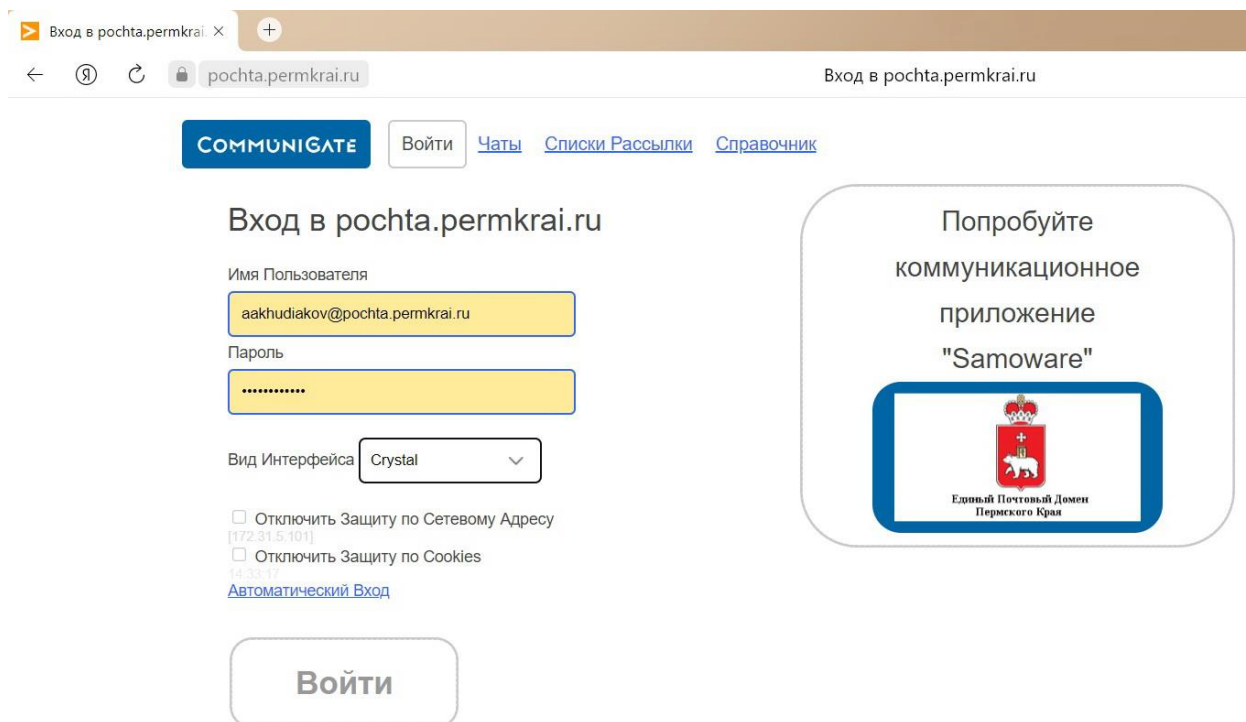 Вход в pochta.permkrai
pochta.permkrai.ru
Вход в pochta.permkrai.ru
COMMUNIGATE
Войти
Чаты
Списки Рассылки
Справочник
Вход в pochta.permkrai.ru
Имя Пользователя
aakhudiakov@pochta.permkrai.ru
Пароль
••••••••••••
Вид Интерфейса
Crystal
Отключить Защиту по Сетевому Адресу
[172.31.5.101]
Отключить Защиту по Cookies
14:33:17
Автоматический Вход
Войти
Попробуйте
коммуникационное
приложение
"Samoware"
Единый Почтовый Домен
Пермского Края